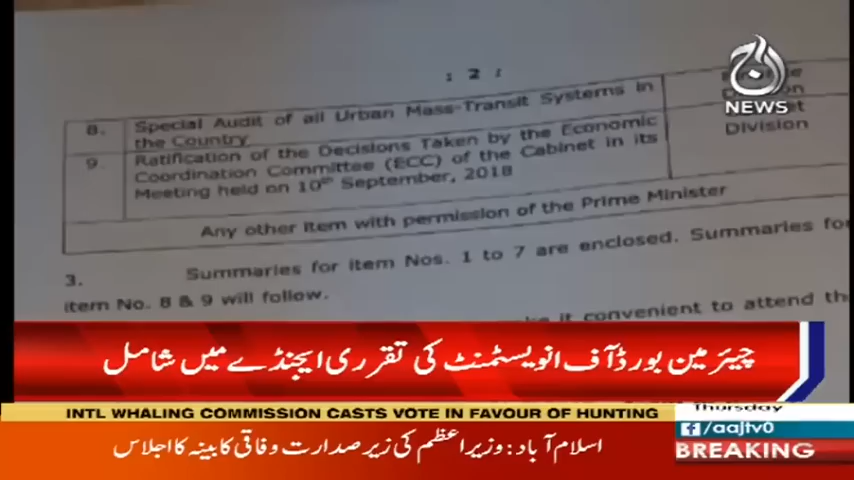 : 2 :
آج
NEWS
8. Special Audit of all Urban Mass-Transit Systems in
the Country
Division
9. Ratification of the Decisions Taken by the Economic
Coordination Committee (ECC) of the Cabinet in its
Meeting held on 10th September, 2018
Any other item with permission of the Prime Minister
3. Summaries for item Nos. 1 to 7 are enclosed. Summaries for
item No. 8 & 9 will follow.
it convenient to attend the
چیئرمین بورڈ آف انویسٹمنٹ کی تقرری ایجنڈے میں شامل
INTL WHALING COMMISSION CASTS VOTE IN FAVOUR OF HUNTING
Thursday
/aajtv0
اسلام آباد: وزیراعظم کی زیرصدارت وفاقی کابینہ کا اجلاس
BREAKING